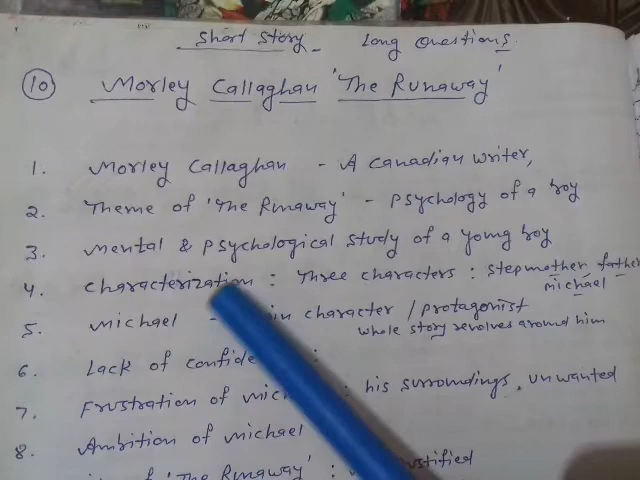 Short Story - Long Questions
10 Morley Callaghan 'The Runaway'
1. Morley Callaghan - A Canadian writer,
2. Theme of 'The Runaway' - Psychology of a boy
3. Mental & Psychological Study of a young boy
4. Characterization : Three characters : stepmother, father
michael
5. Michael - character / protagonist
whole story revolves around him
6. Lack of :
7. Frustration of : his surroundings, unwanted
8. Ambition of michael
of 'The Runaway' :